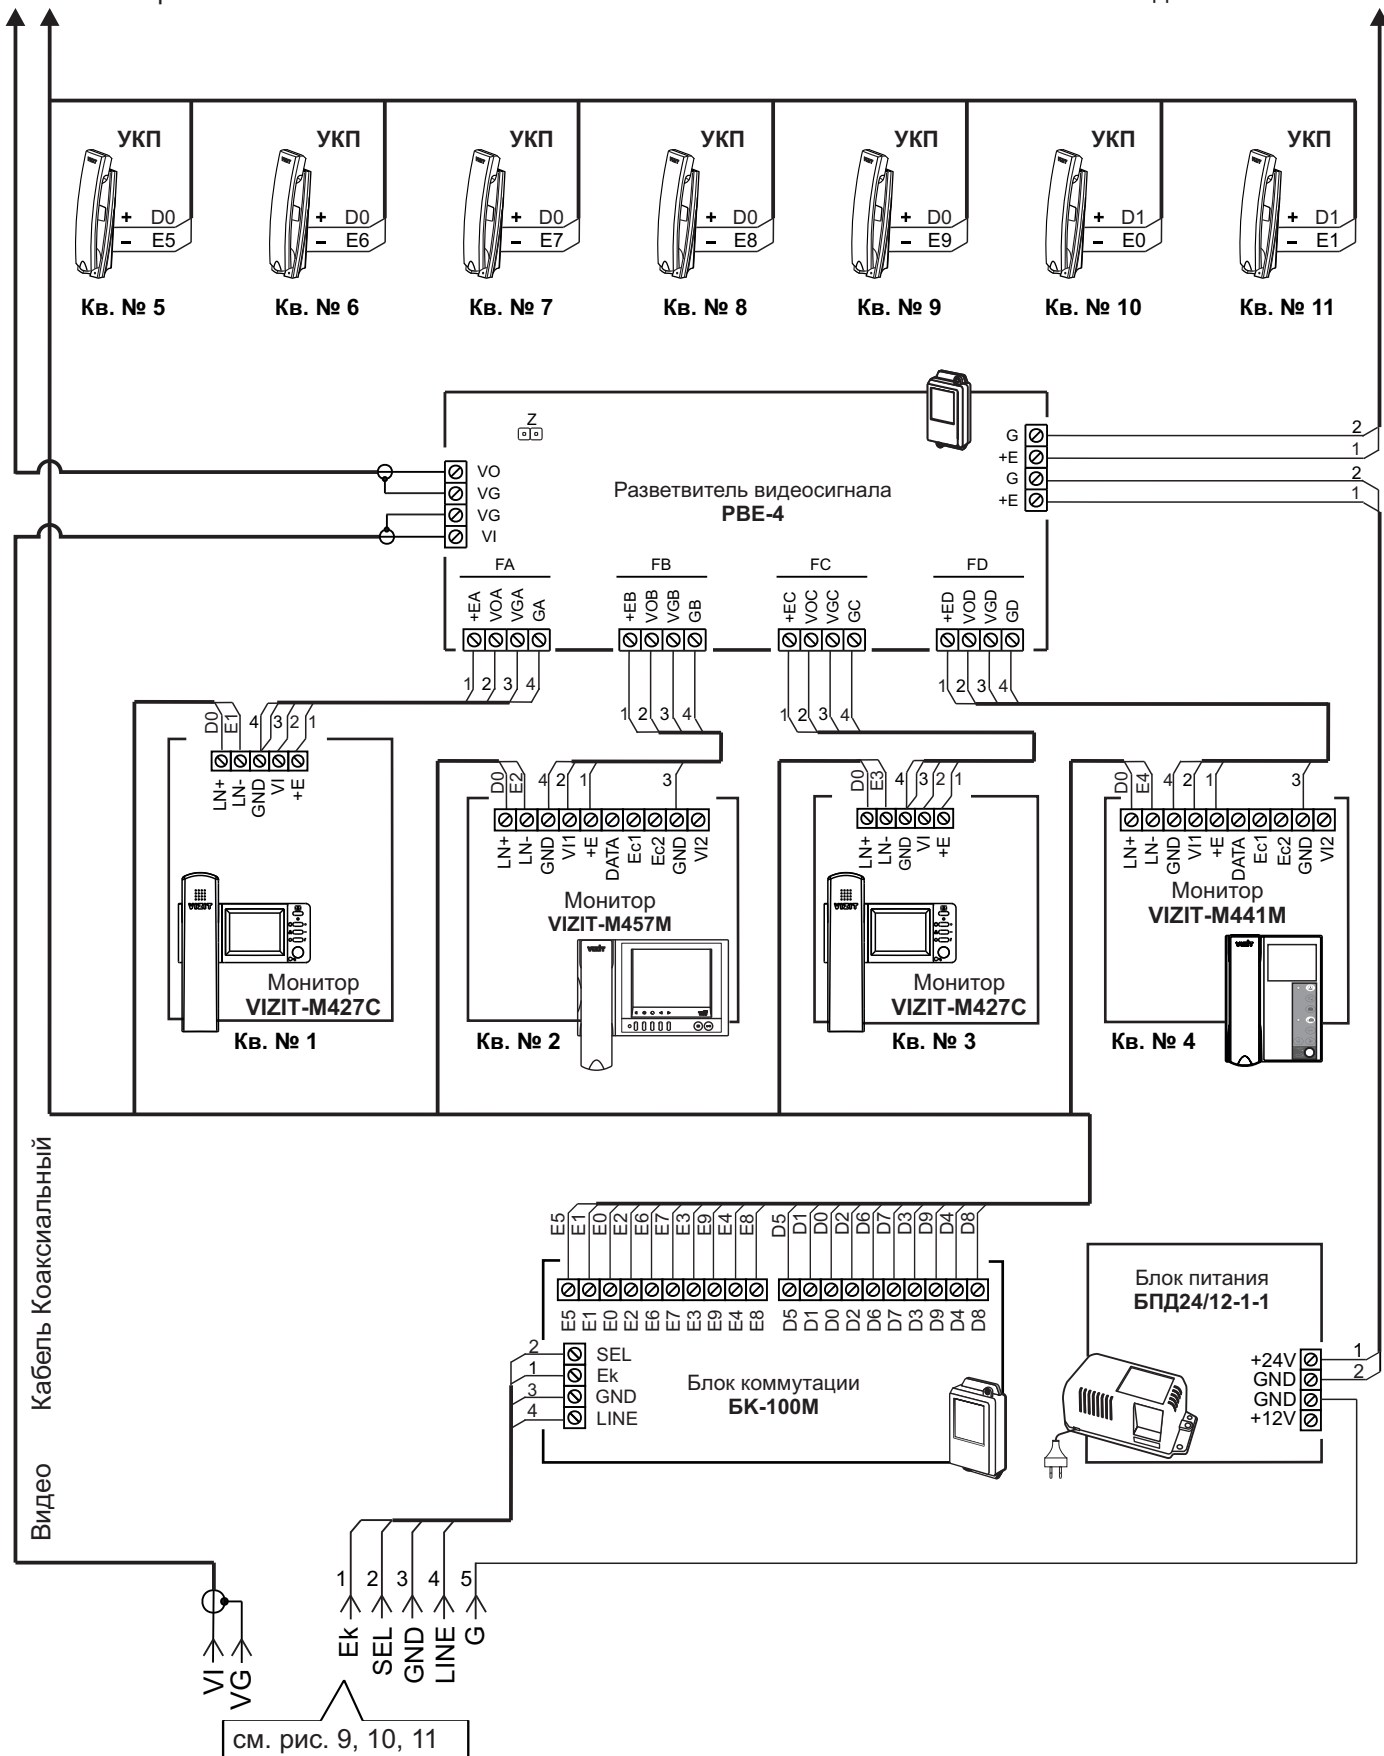 УКП УКП УКП УКП УКП УКП УКП
+ D0 + D0 + D0 + D0 + D0 + D1 + D1
− E5 − E6 − E7 − E8 − E9 − E0 − E1
Кв. № 5 Кв. № 6 Кв. № 7 Кв. № 8 Кв. № 9 Кв. № 10 Кв. № 11
Z
G 2
+E 1
G 2
+E 1
VO
VG
VG
VI
Разветвитель видеосигнала
РВЕ-4
FA FB FC FD
+EA VOA VGA GA
+EB VOB VGB GB
+EC VOC VGC GC
+ED VOD VGD GD
1 2 3 4
1 2 3 4
1 2 3 4
1 2 3 4
D0 E1 4 3 2 1
LN+ LN- GND VI +E
D0 E2 4 2 1 3
LN+ LN- GND VI1 +E DATA Ec1 Ec2 GND VI2
D0 E3 4 3 2 1
LN+ LN- GND VI +E
D0 E4 4 2 1 3
LN+ LN- GND VI1 +E DATA Ec1 Ec2 GND VI2
VIZIT
Монитор
VIZIT-M427C
Кв. № 1
Монитор
VIZIT-M457M
Кв. № 2
VIZIT
Монитор
VIZIT-M427C
Кв. № 3
Монитор
VIZIT-M441M
Кв. № 4
Видео Кабель Коаксиальный
E5 E1 E0 E2 E6 E7 E3 E9 E4 E8
D5 D1 D0 D2 D6 D7 D3 D9 D4 D8
E5 E1 E0 E2 E6 E7 E3 E9 E4 E8
D5 D1 D0 D2 D6 D7 D3 D9 D4 D8
2 SEL
1 Ek
3 GND
4 LINE
Блок коммутации
БК-100М
Блок питания
БПД24/12-1-1
+24V 1
GND 2
GND
+12V
1 2 3 4 5
Ek SEL GND LINE G
VI VG
см. рис. 9, 10, 11